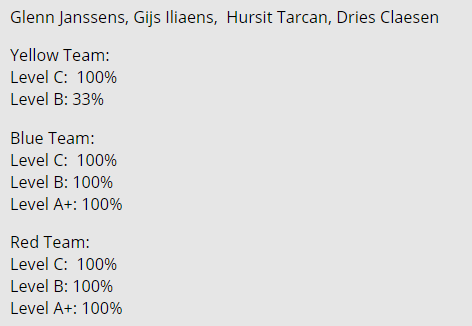 Glenn Janssens, Gijs Iliaens,  Hursit Tarcan, Dries Claesen
Yellow Team:
Level C:  100%
Level B: 33%
Blue Team:
Level C:  100%
Level B: 100%
Level A+: 100%
Red Team:
Level C:  100%
Level B: 100%
Level A+: 100%